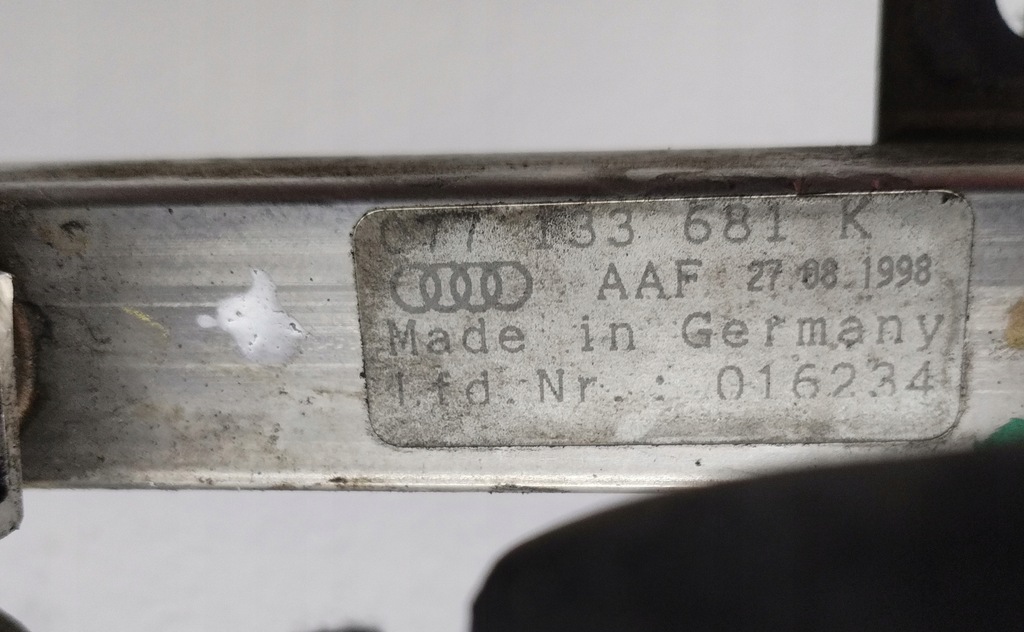 077 133 681 K
AAF 27.08.1998
Made in Germany
Lfd.Nr.: 016234